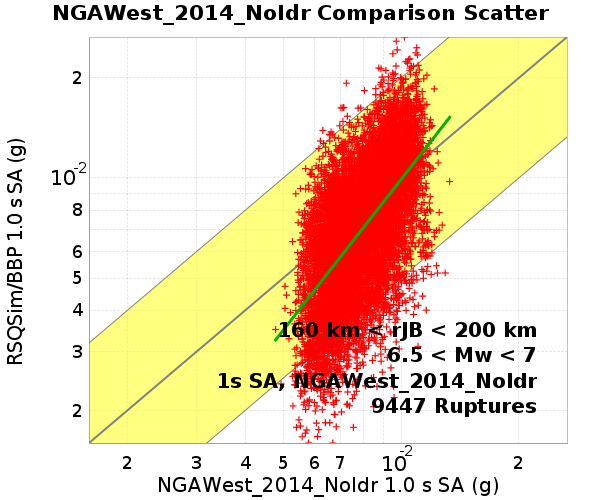 NGAWest_2014_NoIdr Comparison Scatter
RSQSim/BBP 1.0 s SA (g)
2
10-2
8
6
5
4
3
2
160 km < rJB < 200 km
6.5 < Mw < 7
1s SA, NGAWest_2014_NoIdr
9447 Ruptures
2 3 4 5 6 7 10-2 2
NGAWest_2014_NoIdr 1.0 s SA (g)